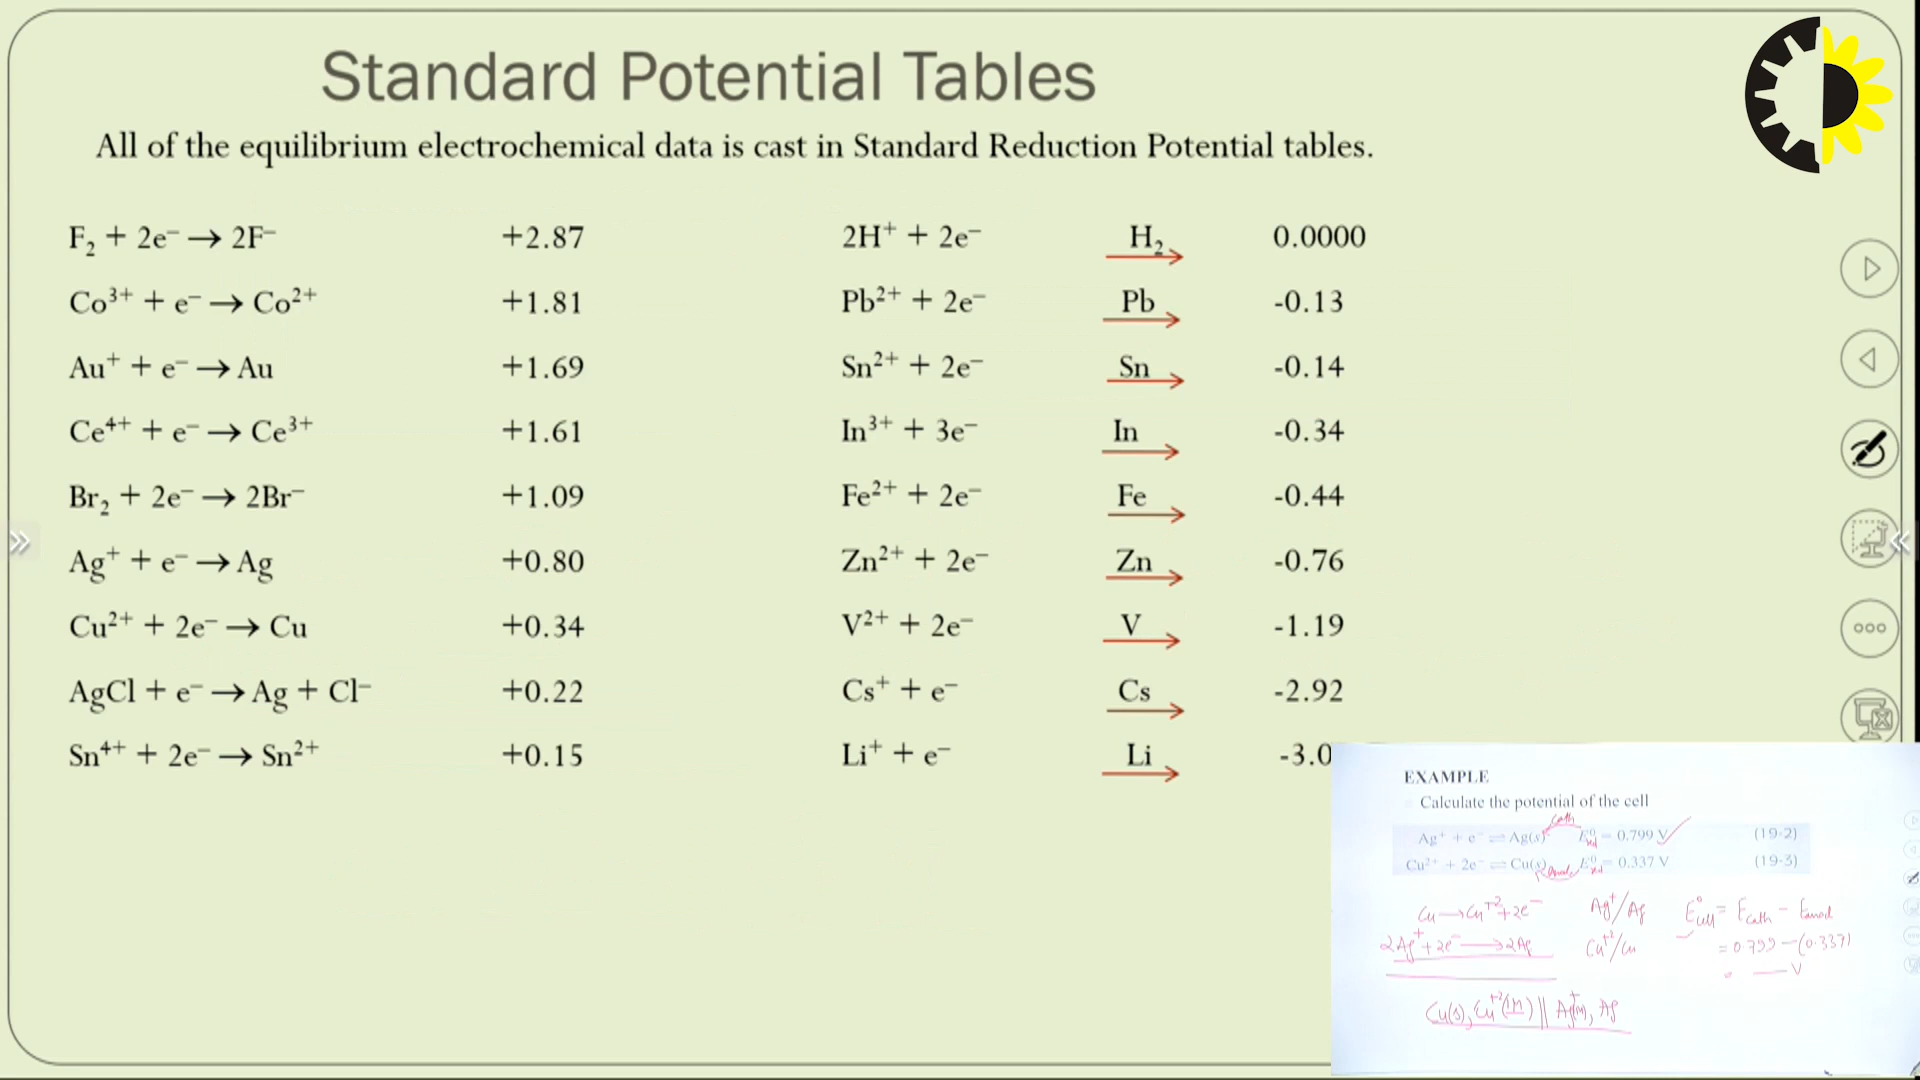 Standard Potential Tables
All of the equilibrium electrochemical data is cast in Standard Reduction Potential tables.
F₂ + 2e⁻ → 2F⁻ +2.87
Co³⁺ + e⁻ → Co²⁺ +1.81
Au⁺ + e⁻ → Au +1.69
Ce⁴⁺ + e⁻ → Ce³⁺ +1.61
Br₂ + 2e⁻ → 2Br⁻ +1.09
Ag⁺ + e⁻ → Ag +0.80
Cu²⁺ + 2e⁻ → Cu +0.34
AgCl + e⁻ → Ag + Cl⁻ +0.22
Sn⁴⁺ + 2e⁻ → Sn²⁺ +0.15
2H⁺ + 2e⁻ → H₂ 0.0000
Pb²⁺ + 2e⁻ → Pb -0.13
Sn²⁺ + 2e⁻ → Sn -0.14
In³⁺ + 3e⁻ → In -0.34
Fe²⁺ + 2e⁻ → Fe -0.44
Zn²⁺ + 2e⁻ → Zn -0.76
V²⁺ + 2e⁻ → V -1.19
Cs⁺ + e⁻ → Cs -2.92
Li⁺ + e⁻ → Li -3.0
EXAMPLE
Calculate the potential of the cell
Cath
Ag⁺ + e⁻ ⇌ Ag(s) E⁰red = 0.799 V (19-2)
Cu²⁺ + 2e⁻ ⇌ Cu(s) E⁰red = 0.337 V (19-3)
Cu → Cu⁺² + 2e⁻ Ag⁺/Ag E°cell = Ecath - Eanod
2Ag⁺ + 2e⁻ → 2Ag Cu⁺²/Cu = 0.799 - (0.337)
= — V
Cu(s), Cu⁺²(1M) || Ag⁺(M), Ag